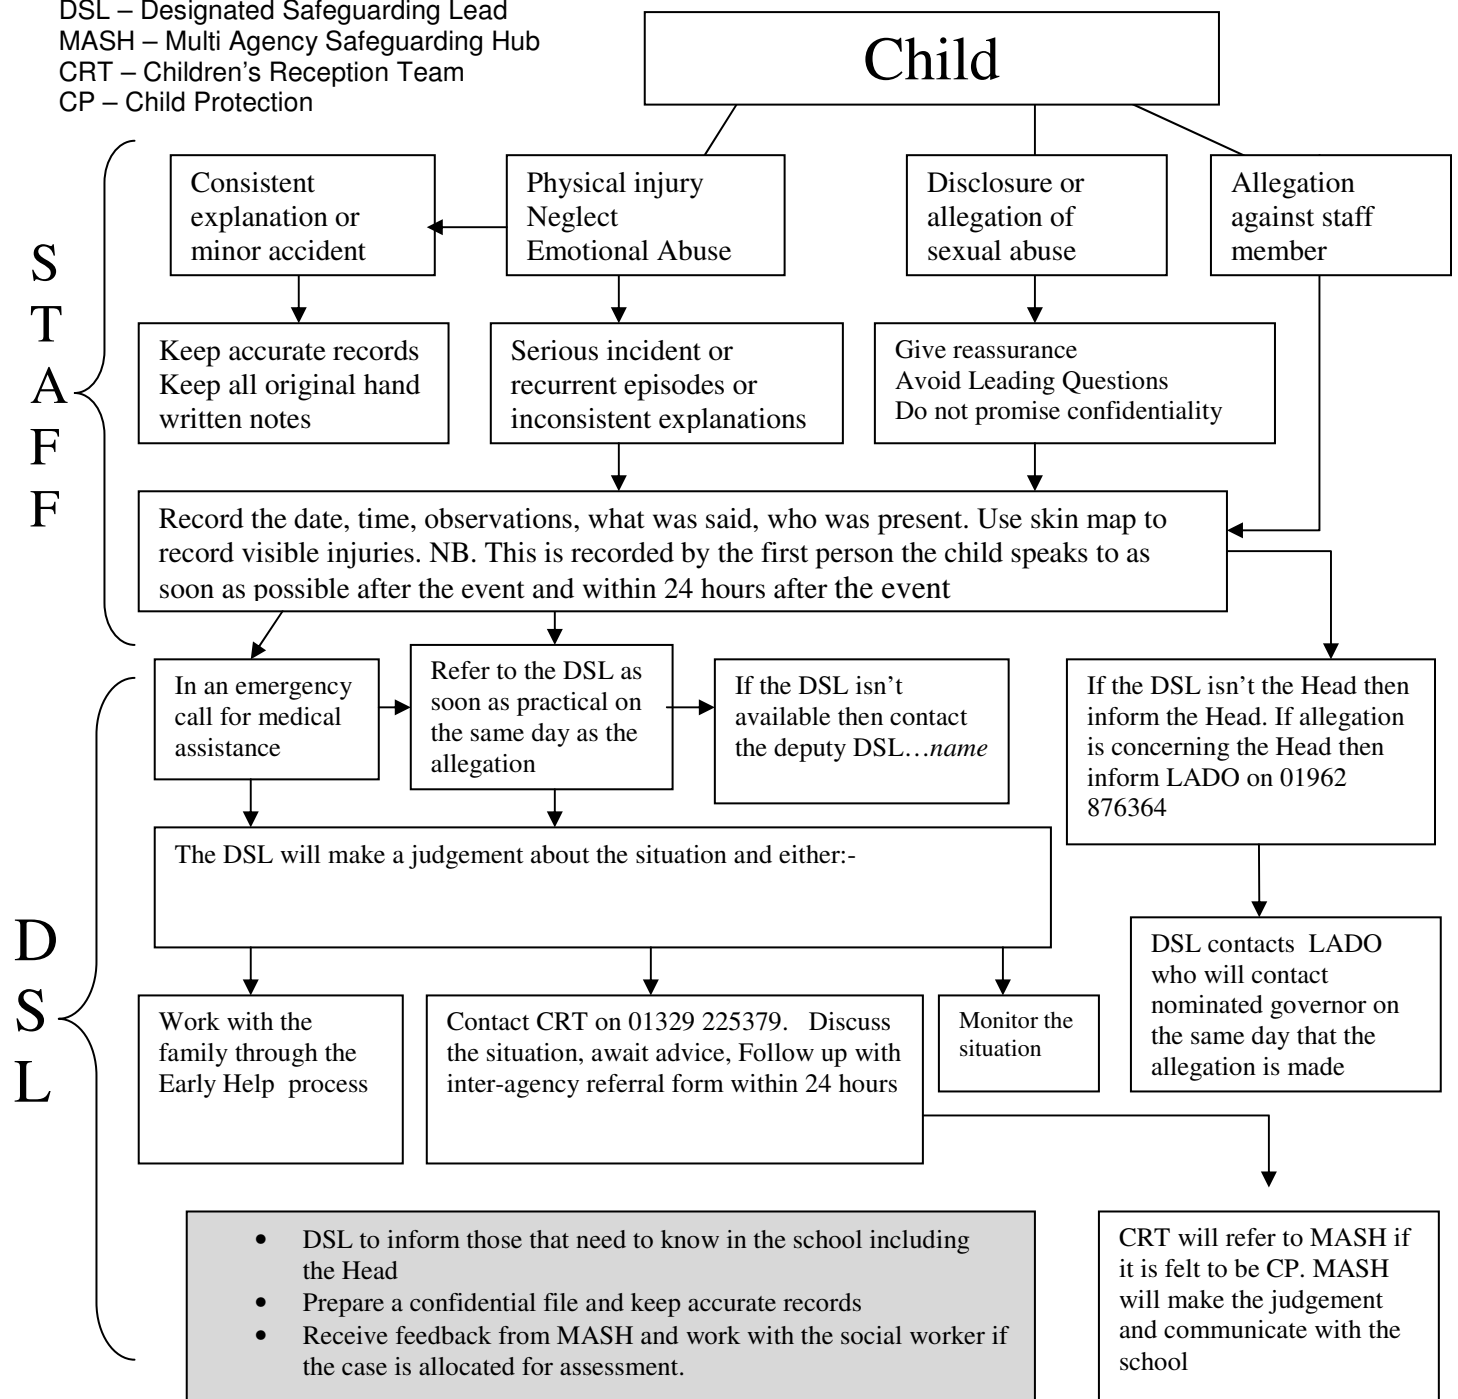 DSL – Designated Safeguarding Lead
MASH – Multi Agency Safeguarding Hub
CRT – Children's Reception Team
CP – Child Protection
Child
S
T
A
F
F
Consistent
explanation or
minor accident
Physical injury
Neglect
Emotional Abuse
Disclosure or
allegation of
sexual abuse
Allegation
against staff
member
Keep accurate records
Keep all original hand
written notes
Serious incident or
recurrent episodes or
inconsistent explanations
Give reassurance
Avoid Leading Questions
Do not promise confidentiality
Record the date, time, observations, what was said, who was present. Use skin map to
record visible injuries. NB. This is recorded by the first person the child speaks to as
soon as possible after the event and within 24 hours after the event
D
S
L
In an emergency
call for medical
assistance
Refer to the DSL as
soon as practical on
the same day as the
allegation
If the DSL isn't
available then contact
the deputy DSL…name
If the DSL isn't the Head then
inform the Head. If allegation
is concerning the Head then
inform LADO on 01962
876364
The DSL will make a judgement about the situation and either:-
DSL contacts  LADO
who will contact
nominated governor on
the same day that the
allegation is made
Work with the
family through the
Early Help  process
Contact CRT on 01329 225379.   Discuss
the situation, await advice, Follow up with
inter-agency referral form within 24 hours
Monitor the
situation
• DSL to inform those that need to know in the school including
the Head
• Prepare a confidential file and keep accurate records
• Receive feedback from MASH and work with the social worker if
the case is allocated for assessment.
CRT will refer to MASH if
it is felt to be CP. MASH
will make the judgement
and communicate with the
school